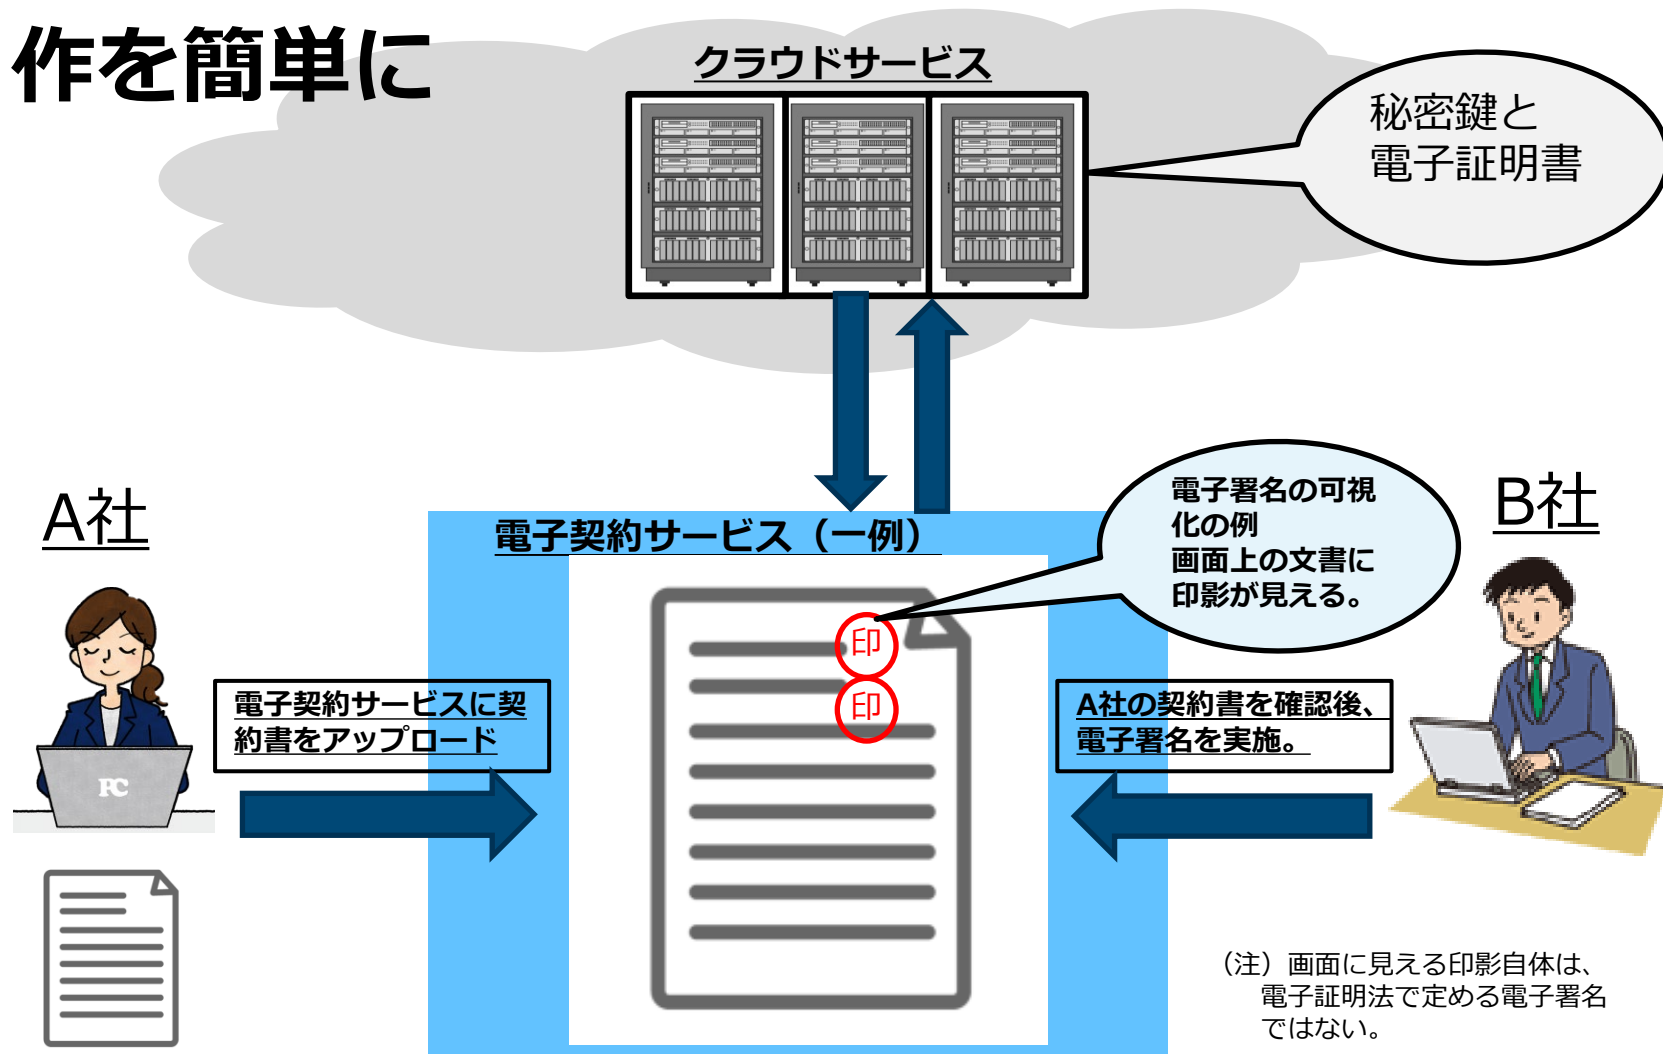 作を簡単に
クラウドサービス
秘密鍵と
電子証明書
A社
B社
電子契約サービス（一例）
電子署名の可視
化の例
画面上の文書に
印影が見える。
印
印
電子契約サービスに契
約書をアップロード
A社の契約書を確認後、
電子署名を実施。
PC
（注）画面に見える印影自体は、
電子証明法で定める電子署名
ではない。